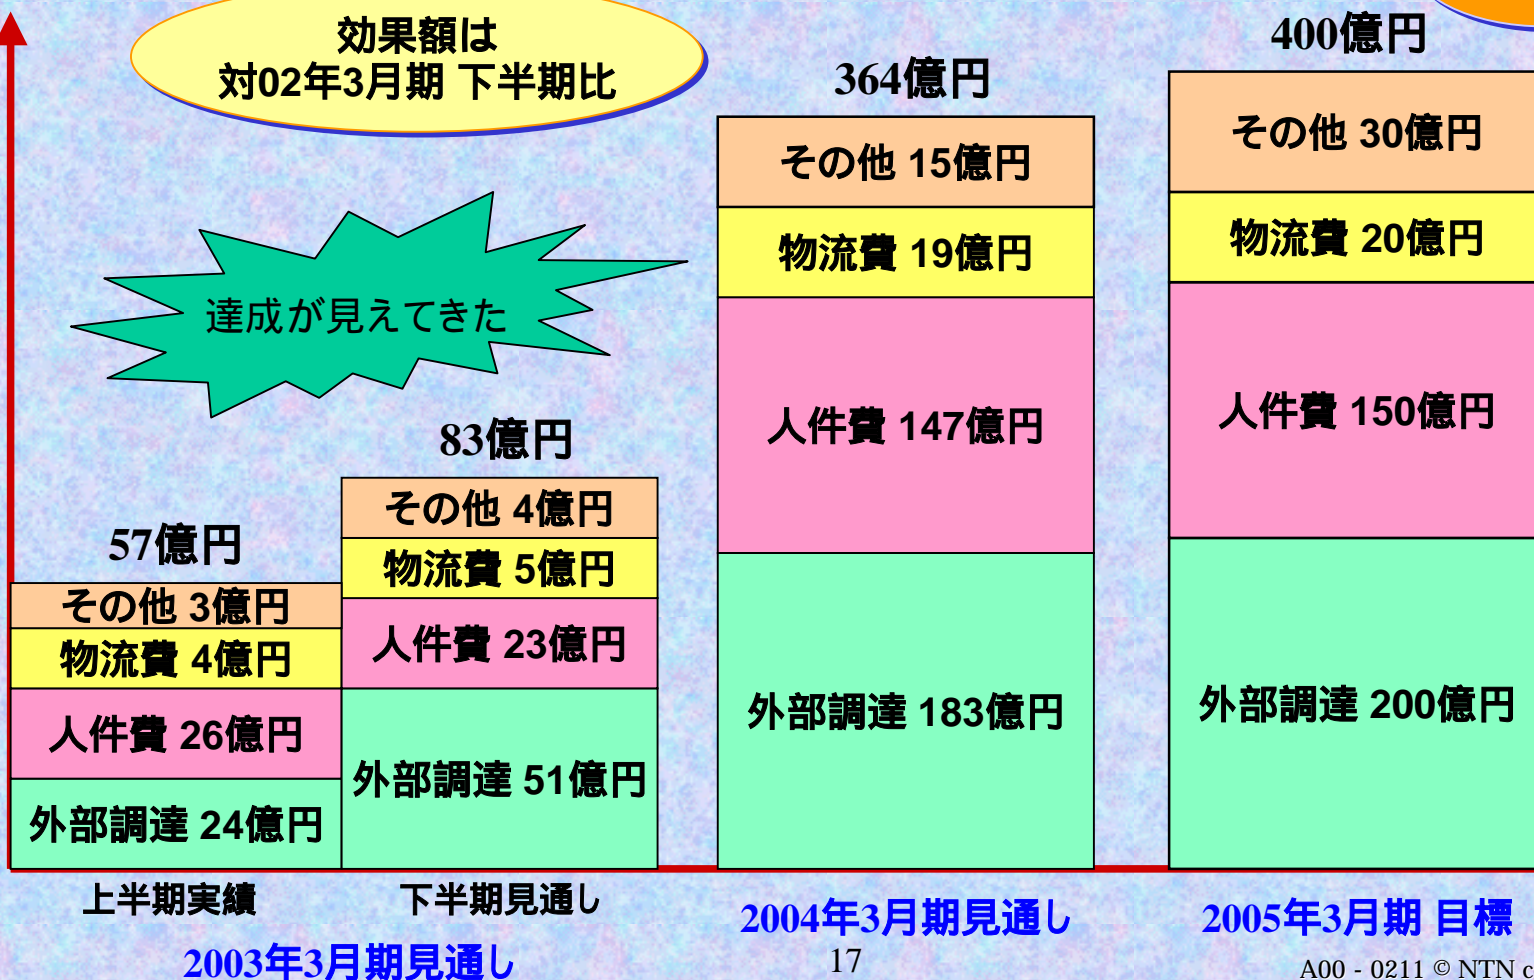 効果額は
対02年3月期 下半期比
達成が見えてきた
57億円
その他 3億円
物流費 4億円
人件費 26億円
外部調達 24億円
上半期実績
83億円
その他 4億円
物流費 5億円
人件費 23億円
外部調達 51億円
下半期見通し
2003年3月期見通し
364億円
その他 15億円
物流費 19億円
人件費 147億円
外部調達 183億円
2004年3月期見通し
400億円
その他 30億円
物流費 20億円
人件費 150億円
外部調達 200億円
2005年3月期 目標
17
A00 - 0211 © NTN